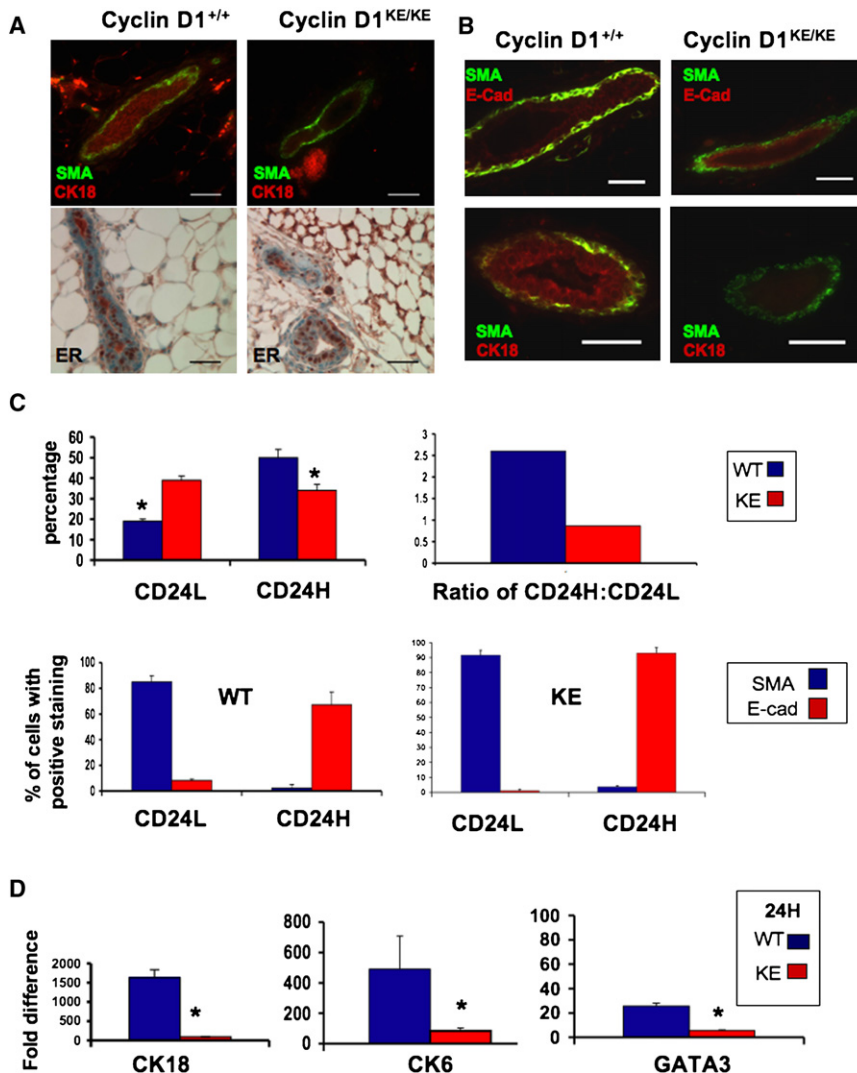 A
Cyclin D1+/+
Cyclin D1KE/KE
SMA
CK18
SMA
CK18
ER
ER
B
Cyclin D1+/+
Cyclin D1KE/KE
SMA
E-Cad
SMA
E-Cad
SMA
CK18
SMA
CK18
C
percentage
60
50
40
30
20
10
0
*
*
CD24L
CD24H
3
2.5
2
1.5
1
0.5
0
Ratio of CD24H:CD24L
WT
KE
% of cells with
positive staining
100
80
60
40
20
0
WT
CD24L
CD24H
100
90
80
70
60
50
40
30
20
10
0
KE
CD24L
CD24H
SMA
E-cad
D
Fold difference
2000
1500
1000
500
0
*
CK18
800
600
400
200
0
*
CK6
100
80
60
40
20
0
*
GATA3
24H
WT
KE